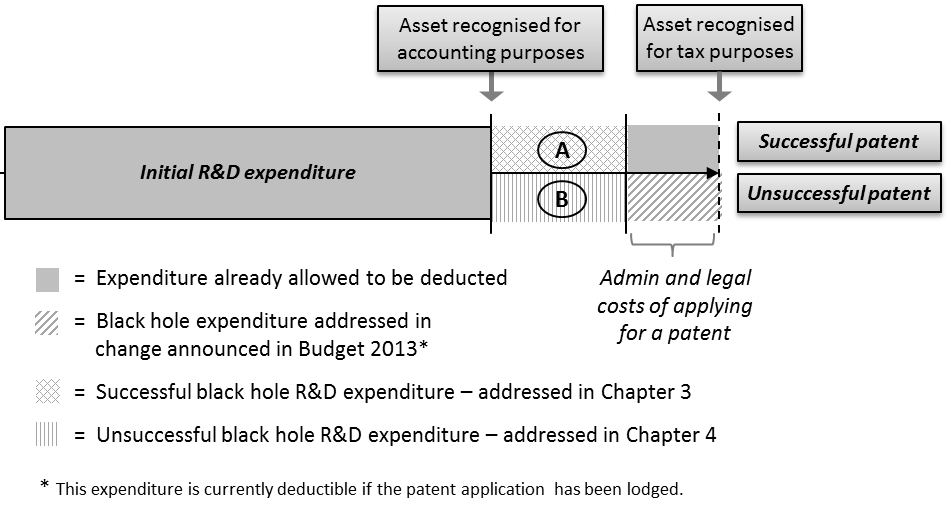 Asset recognised for
accounting purposes
Asset recognised
for tax purposes
Initial R&D expenditure
A
B
Successful patent
Unsuccessful patent
Admin and legal
costs of applying
for a patent
= Expenditure already allowed to be deducted
= Black hole expenditure addressed in
change announced in Budget 2013*
= Successful black hole R&D expenditure – addressed in Chapter 3
= Unsuccessful black hole R&D expenditure – addressed in Chapter 4
* This expenditure is currently deductible if the patent application has been lodged.